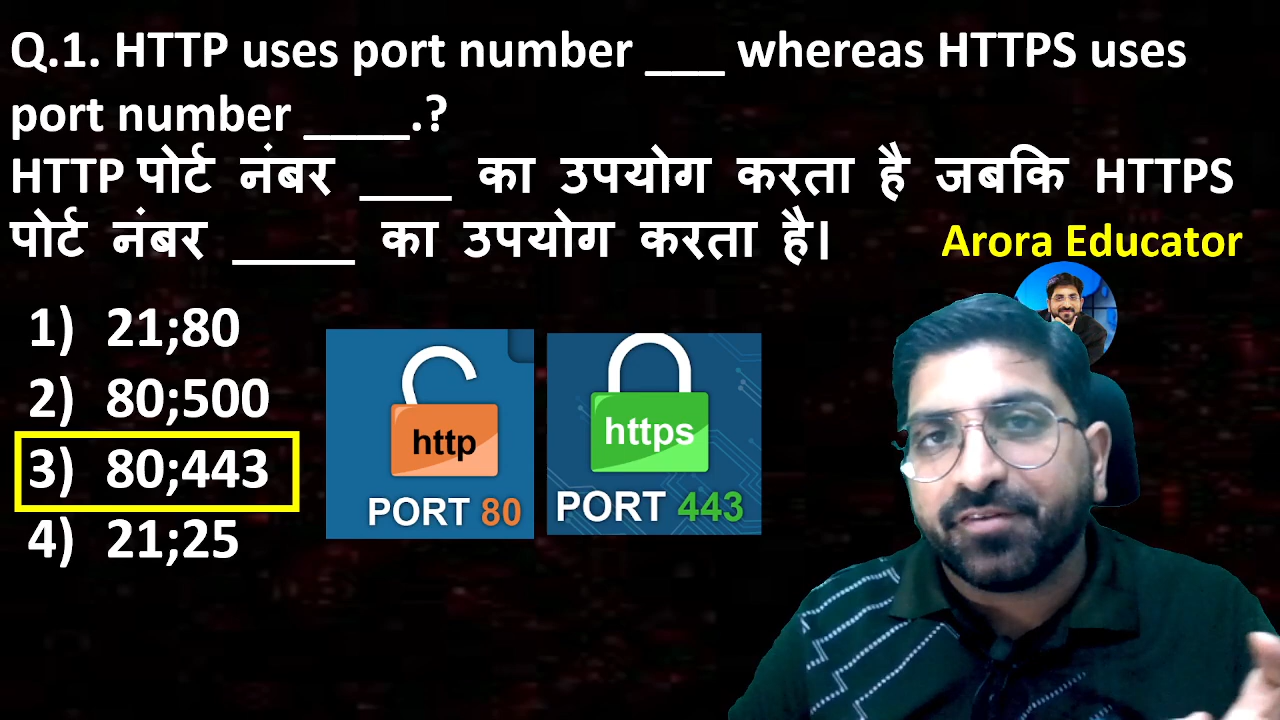 Q.1. HTTP uses port number ___ whereas HTTPS uses
port number ____.?
HTTP पोर्ट नंबर ___ का उपयोग करता है जबकि HTTPS
पोर्ट नंबर ____ का उपयोग करता है।
Arora Educator
1) 21;80
2) 80;500
3) 80;443
4) 21;25
http
PORT 80
https
PORT 443